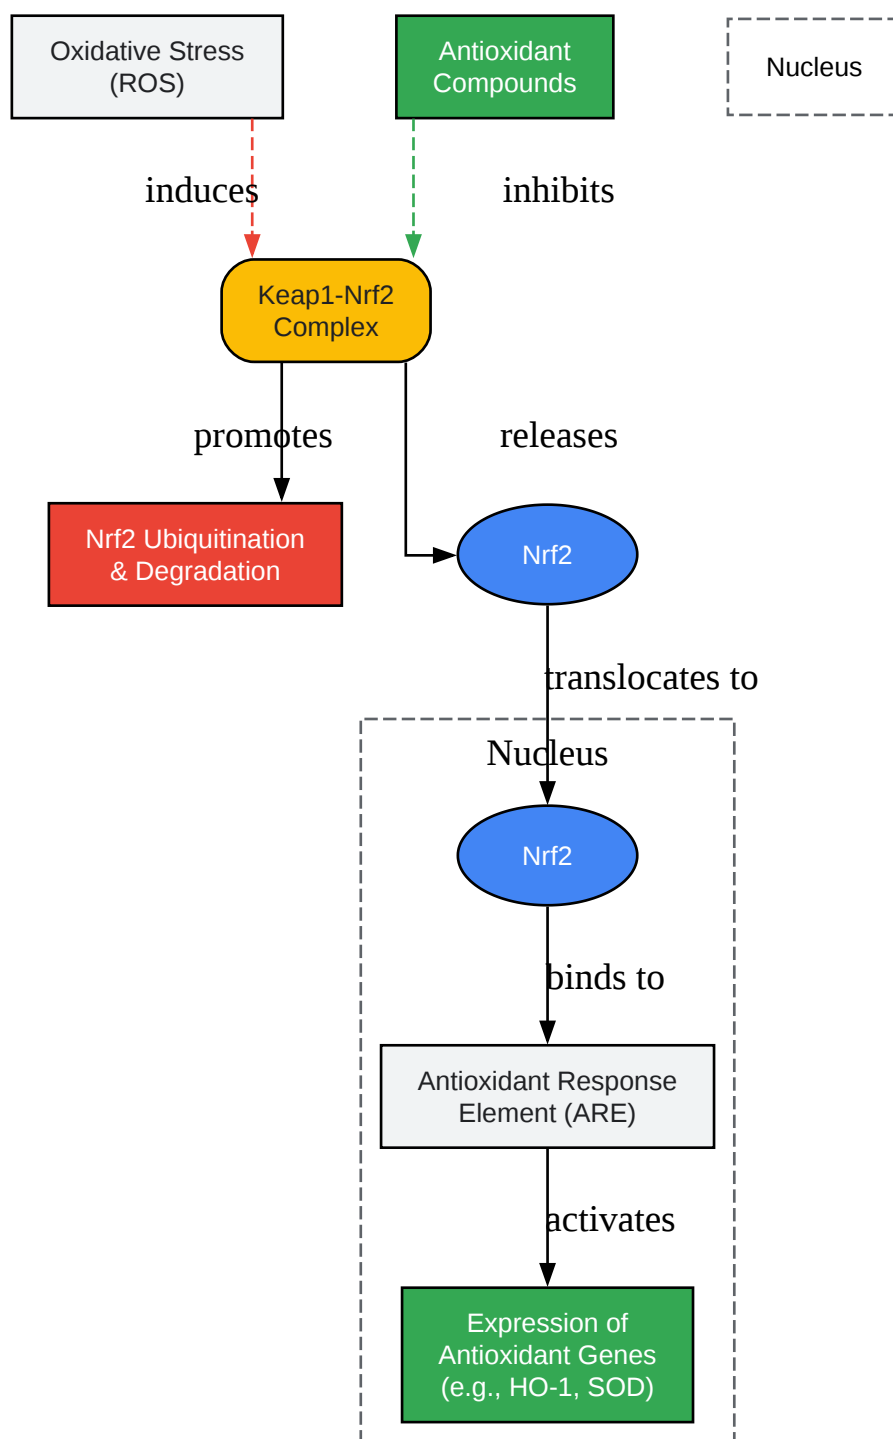 Oxidative Stress
(ROS)
Antioxidant
Compounds
Nucleus
induces
inhibits
Keap1-Nrf2
Complex
promotes
releases
Nrf2 Ubiquitination
& Degradation
Nrf2
translocates to
Nucleus
Nrf2
binds to
Antioxidant Response
Element (ARE)
activates
Expression of
Antioxidant Genes
(e.g., HO-1, SOD)